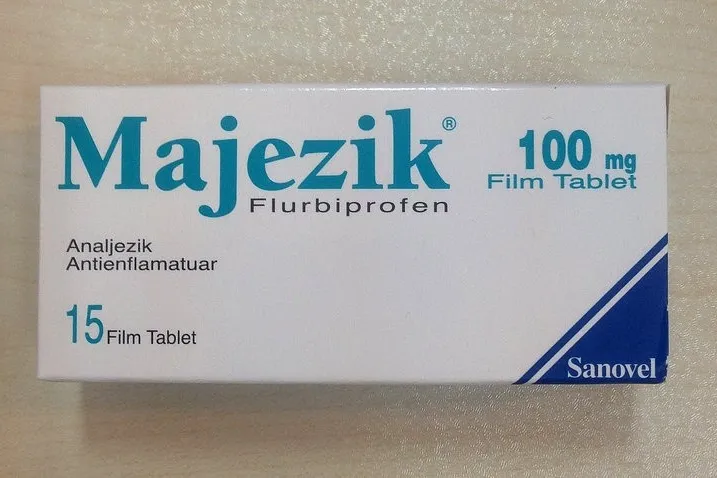 Majezik®
Flurbiprofen
100 mg
Film Tablet
Analjezik
Antienflamatuar
15 Film Tablet
Sanovel